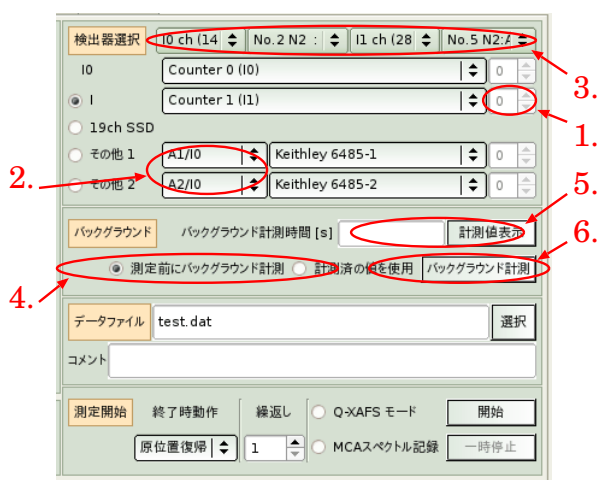 検出器選択 I0 ch (14 No.2 N2 : I1 ch (28 No.5 N2:A
I0 Counter 0 (I0) 0
3.
I Counter 1 (I1) 0
1.
19ch SSD
その他 1 A1/I0 Keithley 6485-1 0
2.
その他 2 A2/I0 Keithley 6485-2 0
5.
バックグラウンド バックグラウンド計測時間 [s] 計測値表示
6.
測定前にバックグラウンド計測 計測済の値を使用 バックグラウンド計測
4.
データファイル test.dat 選択
コメント
測定開始 終了時動作 繰返し Q-XAFS モード 開始
原位置復帰 1 MCAスペクトル記録 一時停止